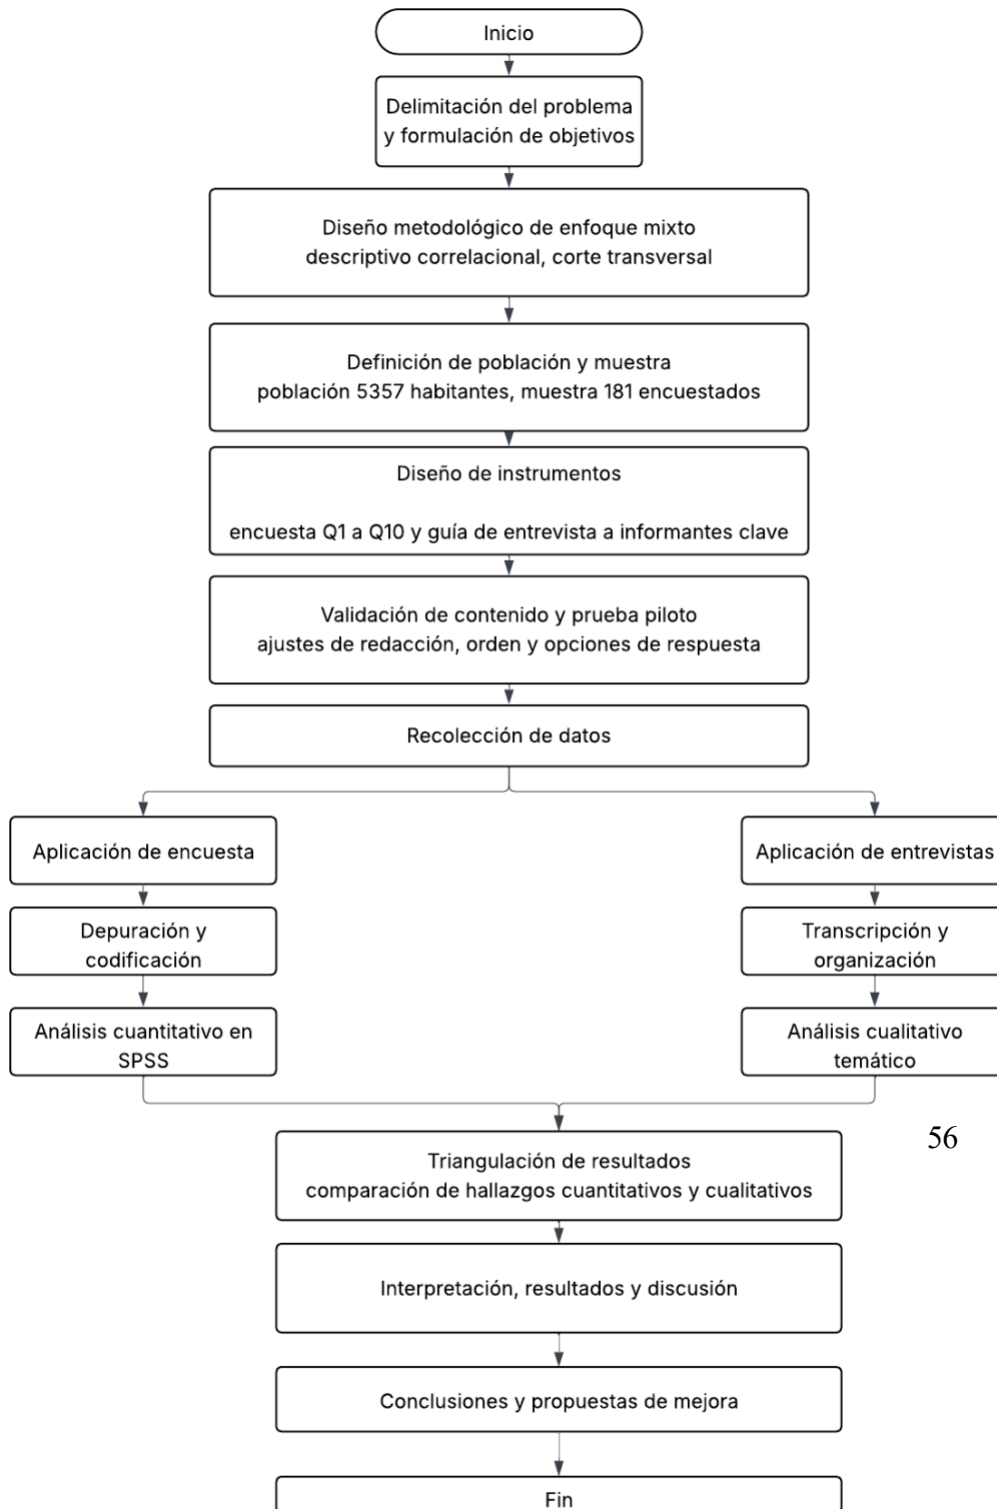 Inicio
Delimitación del problema
y formulación de objetivos
Diseño metodológico de enfoque mixto
descriptivo correlacional, corte transversal
Definición de población y muestra
población 5357 habitantes, muestra 181 encuestados
Diseño de instrumentos
encuesta Q1 a Q10 y guía de entrevista a informantes clave
Validación de contenido y prueba piloto
ajustes de redacción, orden y opciones de respuesta
Recolección de datos
Aplicación de encuesta
Depuración y
codificación
Análisis cuantitativo en
SPSS
Aplicación de entrevistas
Transcripción y
organización
Análisis cualitativo
temático
56
Triangulación de resultados
comparación de hallazgos cuantitativos y cualitativos
Interpretación, resultados y discusión
Conclusiones y propuestas de mejora
Fin